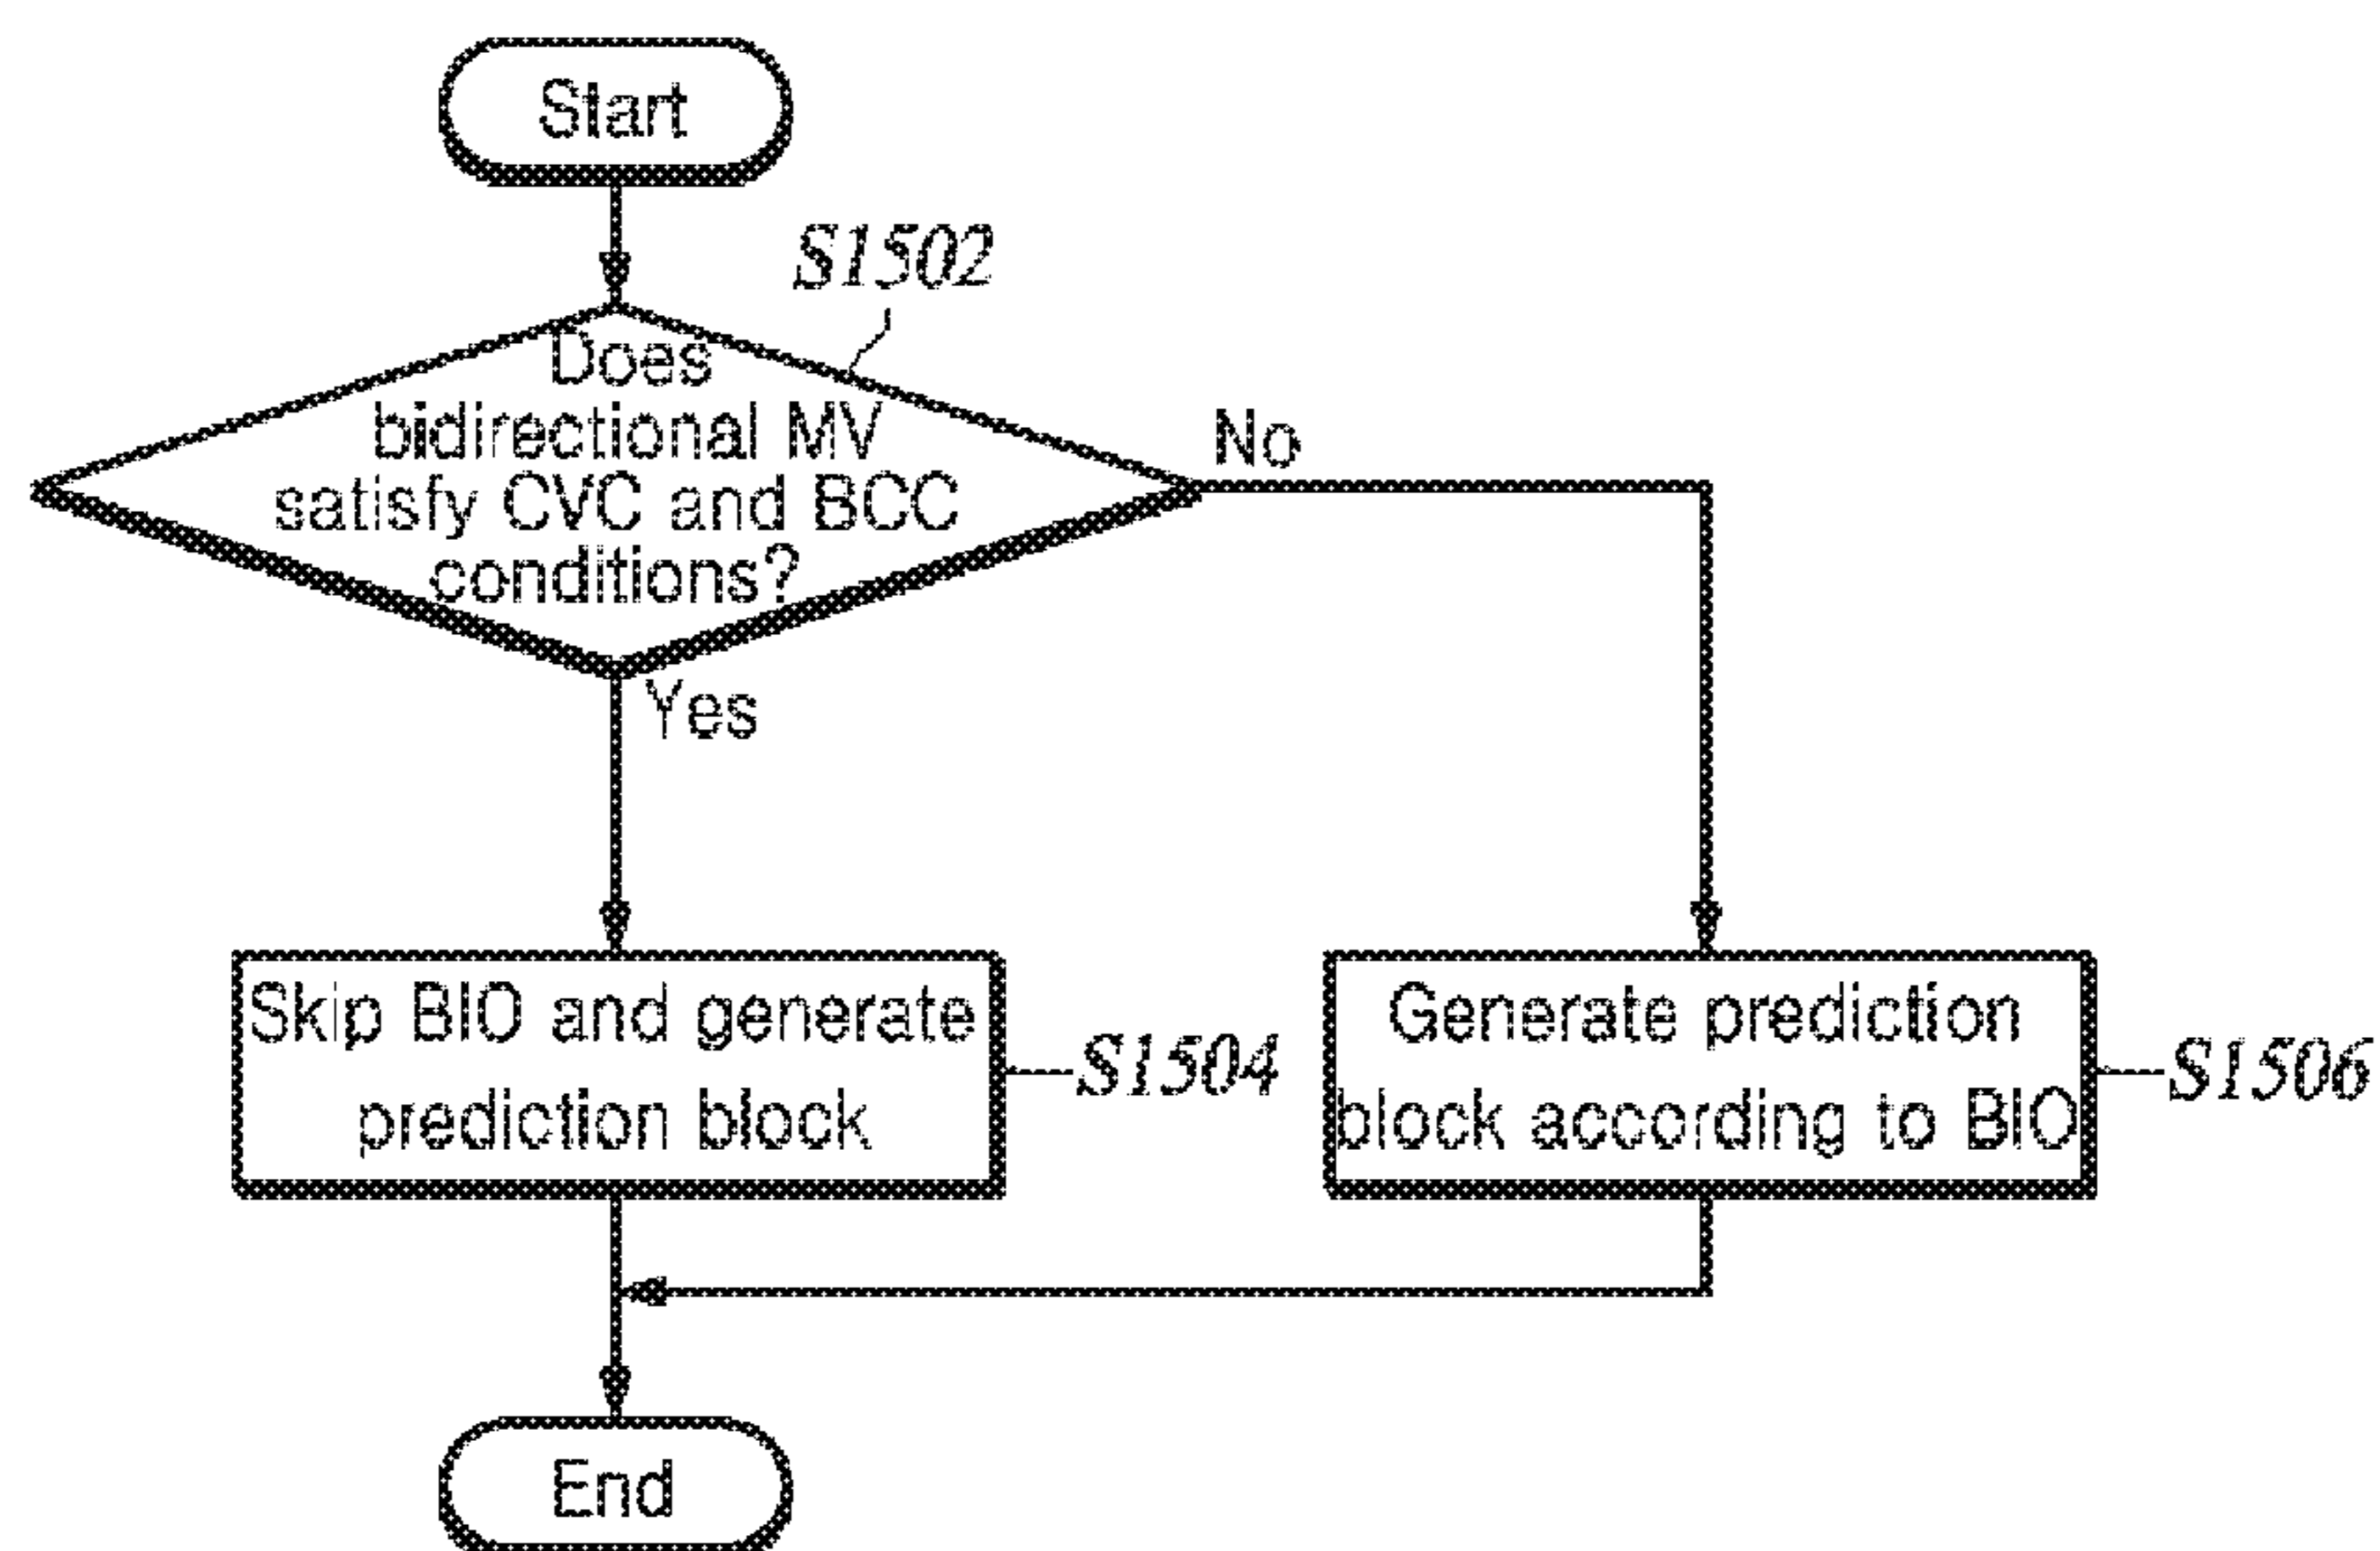 Start
S1502
Does
bidirectional MV
satisfy CVC and BCC
conditions?
No
Yes
Skip BIO and generate
prediction block
S1504
Generate prediction
block according to BIO
S1506
End